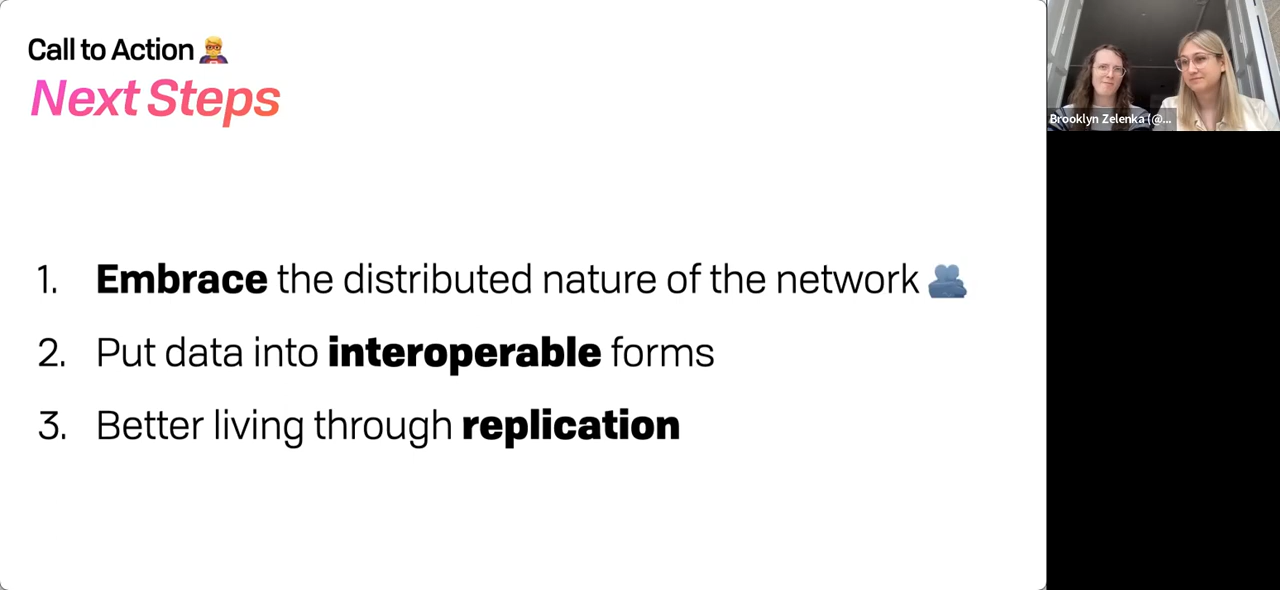 Call to Action 🦸
Next Steps
1. Embrace the distributed nature of the network 🫂
2. Put data into interoperable forms
3. Better living through replication
Brooklyn Zelenka (@...